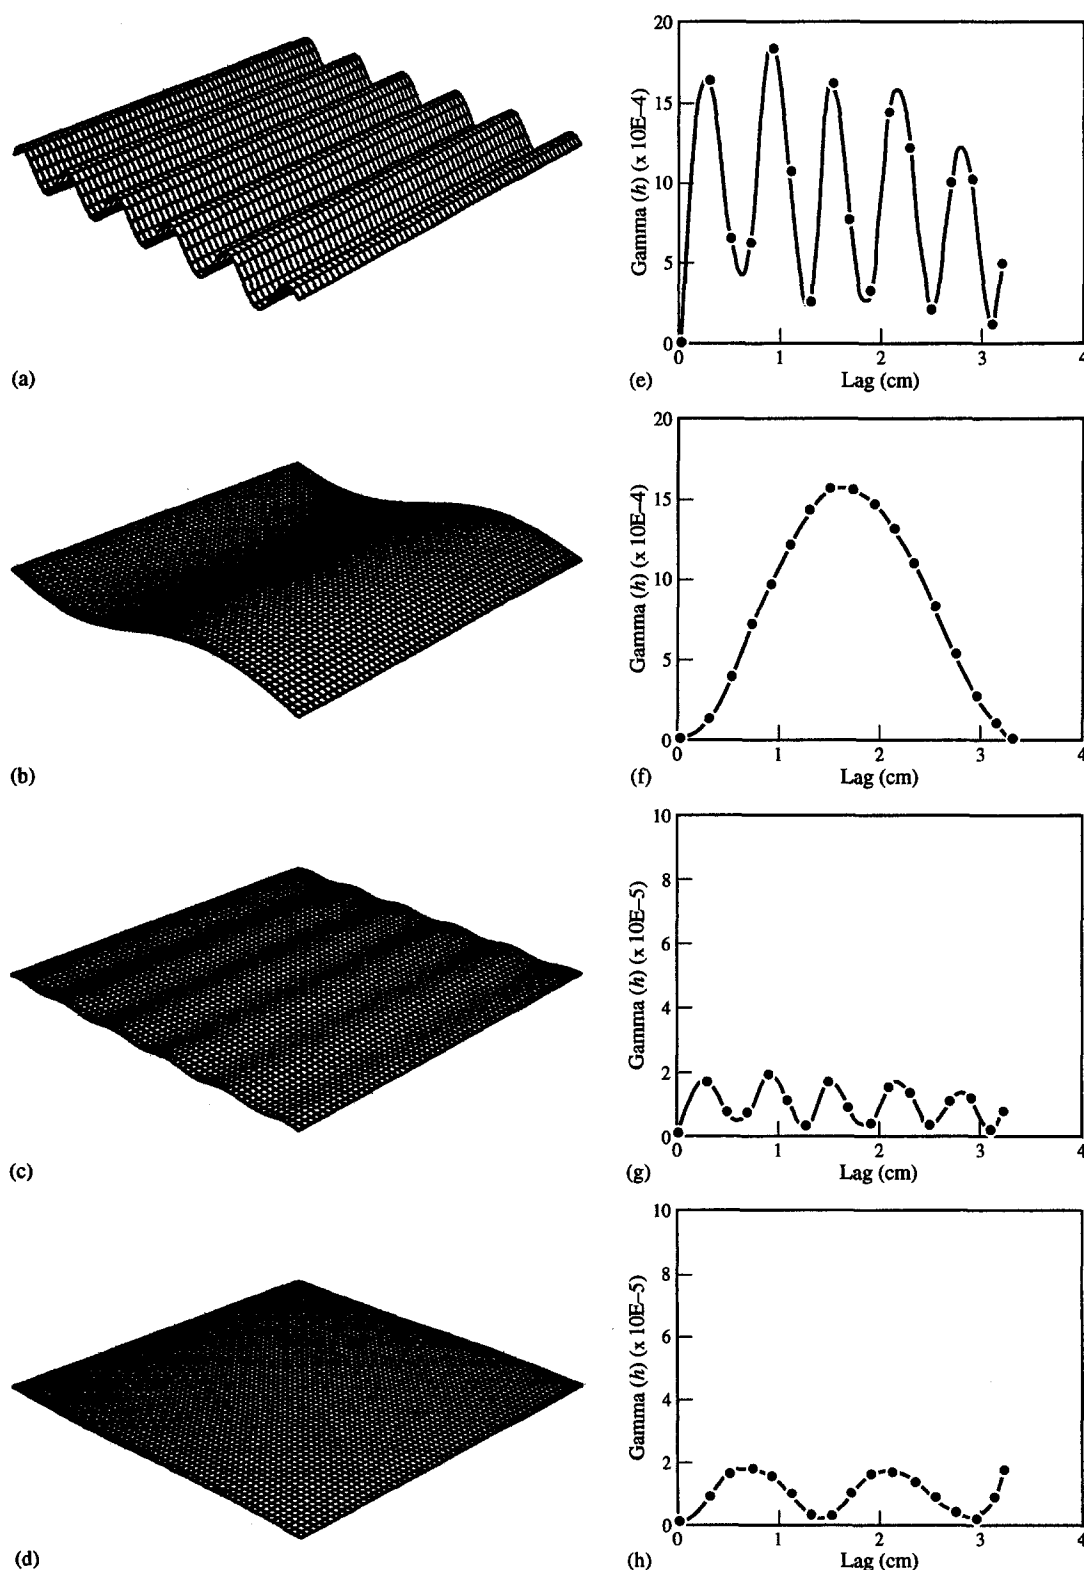 (a)
20
15
10
5
0
Gamma (h) (x 10E–4)
0 1 2 3 4
(e) Lag (cm)
(b)
20
15
10
5
0
Gamma (h) (x 10E–4)
0 1 2 3 4
(f) Lag (cm)
(c)
10
8
6
4
2
0
Gamma (h) (x 10E–5)
0 1 2 3 4
(g) Lag (cm)
(d)
10
8
6
4
2
0
Gamma (h) (x 10E–5)
0 1 2 3 4
(h) Lag (cm)